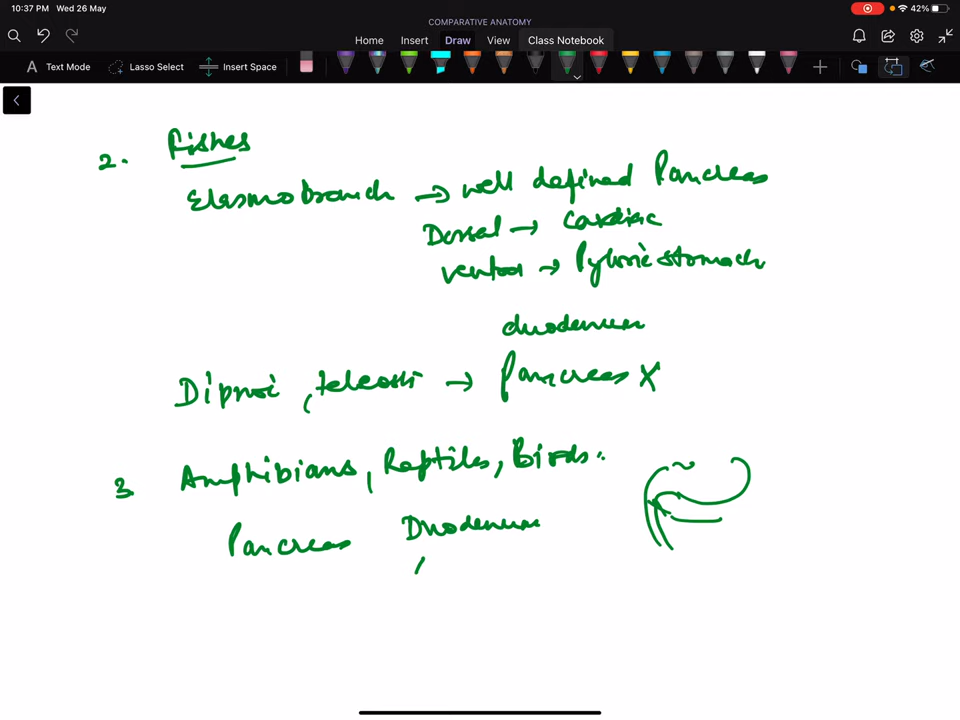 10:37 PM Wed 26 May
42%
COMPARATIVE ANATOMY
Home Insert Draw View Class Notebook
Text Mode Lasso Select Insert Space
2. Fishes
Elasmobranch → well defined Pancreas
Dorsal → Cardiac
ventral → Pyloric stomach
duodenum
Dipnoi, teleosti → Pancreas X
3 Amphibians, Reptiles, Birds.
Pancreas Duodenum